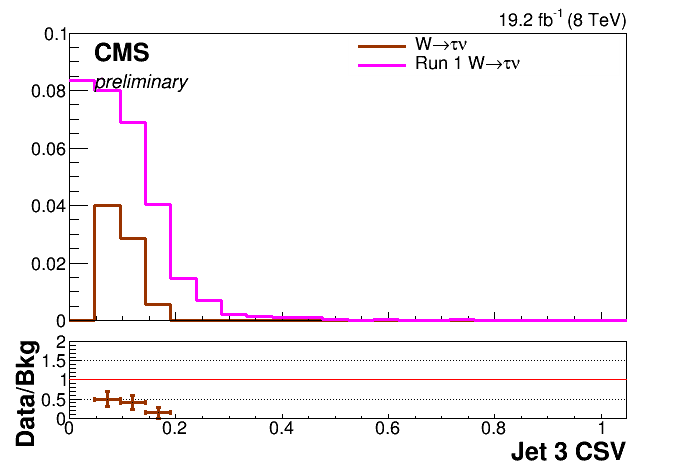 19.2 fb⁻¹ (8 TeV)
0.1
CMS
preliminary
W→τν
Run 1 W→τν
0.08
0.06
0.04
0.02
0
2
1.5
1
0.5
0
Data/Bkg
0 0.2 0.4 0.6 0.8 1
Jet 3 CSV